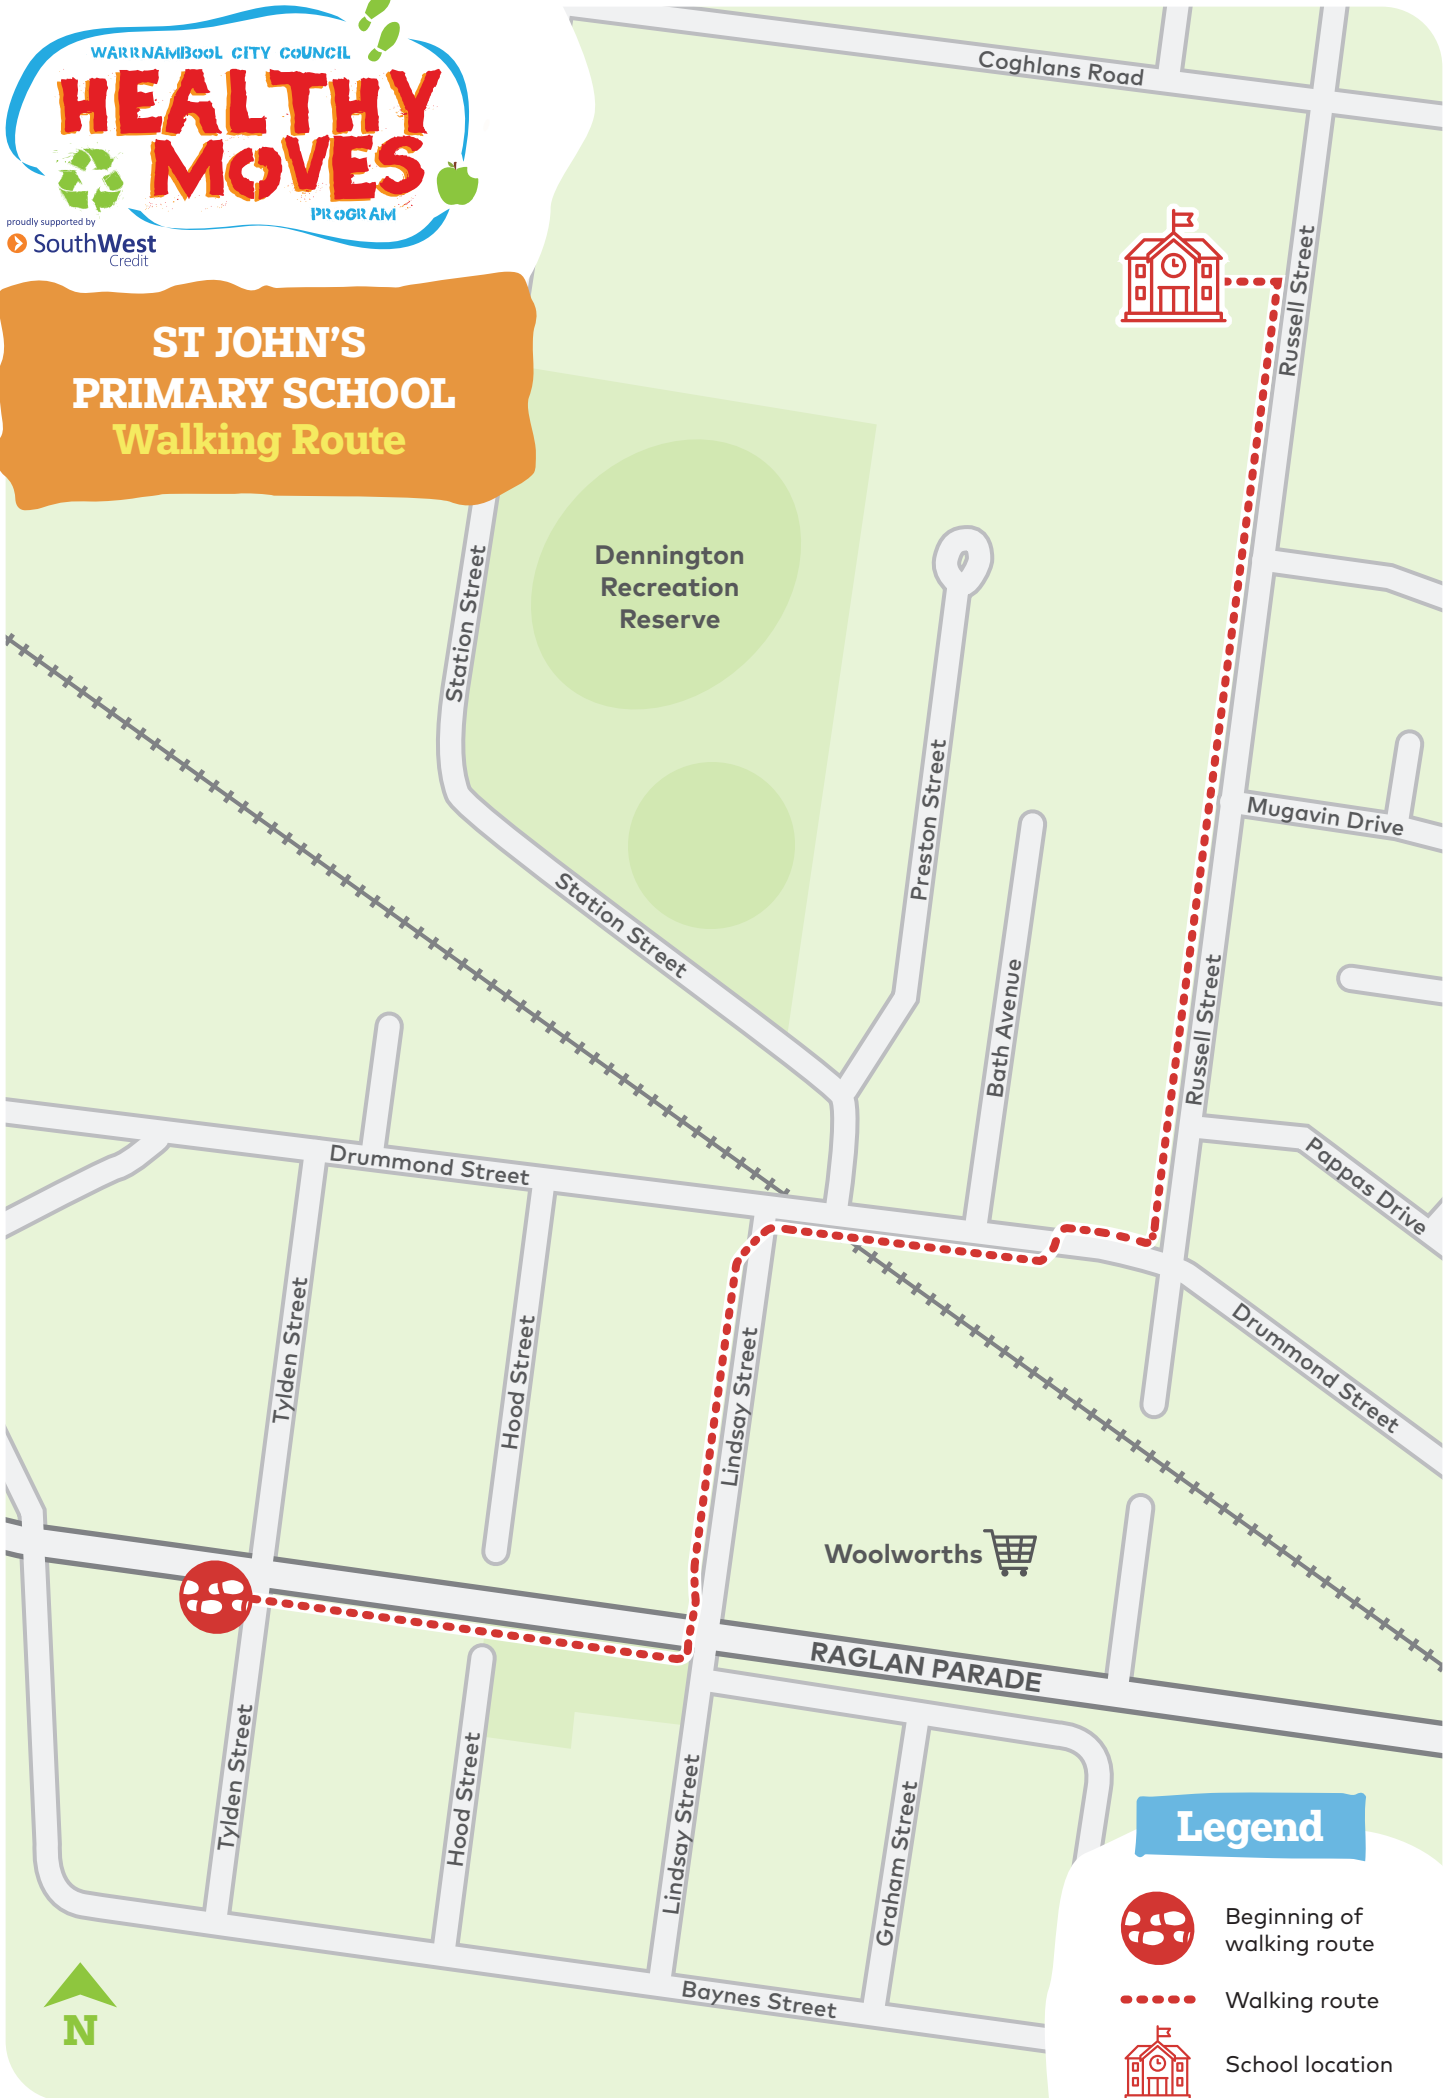 WARRNAMBOOL CITY COUNCIL
HEALTHY
MOVES
PROGRAM
proudly supported by
SouthWest
Credit
ST JOHN'S
PRIMARY SCHOOL
Walking Route
Coghlans Road
Russell Street
Dennington
Recreation
Reserve
Station Street
Preston Street
Mugavin Drive
Station Street
Bath Avenue
Russell Street
Drummond Street
Pappas Drive
Tylden Street
Hood Street
Lindsay Street
Drummond Street
Woolworths
RAGLAN PARADE
Tylden Street
Hood Street
Lindsay Street
Graham Street
Baynes Street
N
Legend
Beginning of
walking route
Walking route
School location